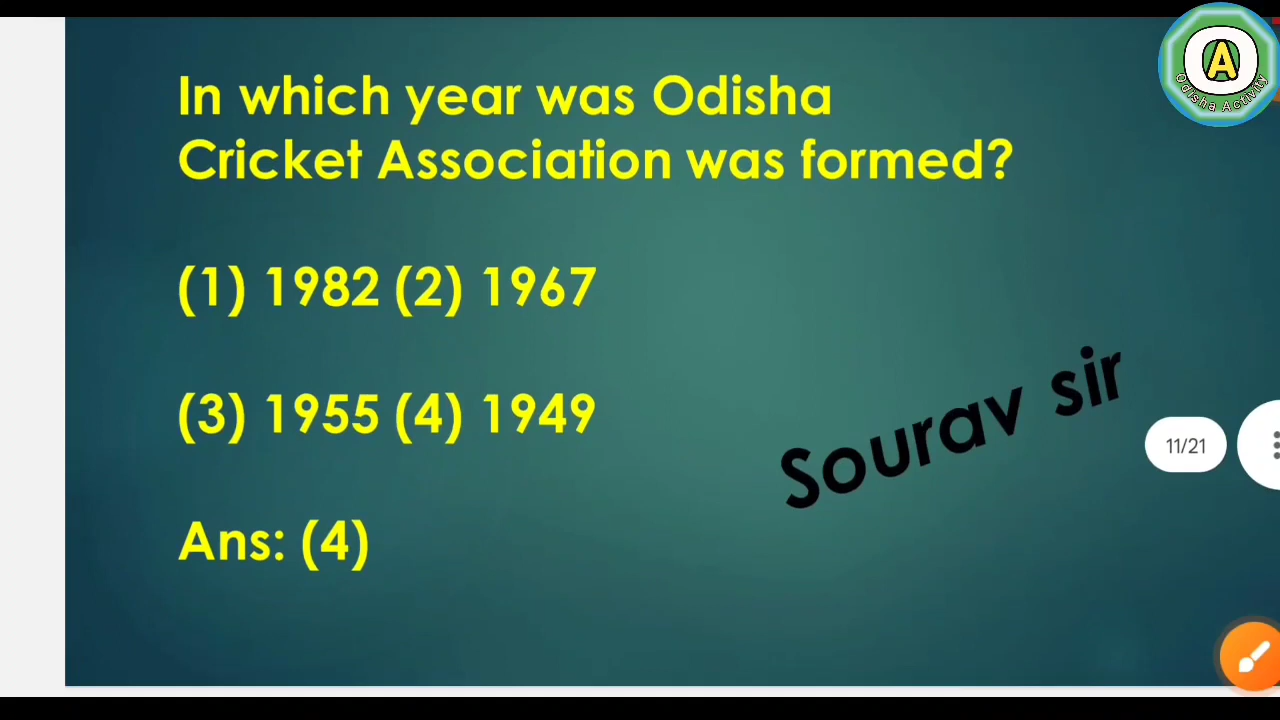 In which year was Odisha
Cricket Association was formed?
(1) 1982 (2) 1967
(3) 1955 (4) 1949
Ans: (4)
Sourav sir
11/21
A
Odisha Activity